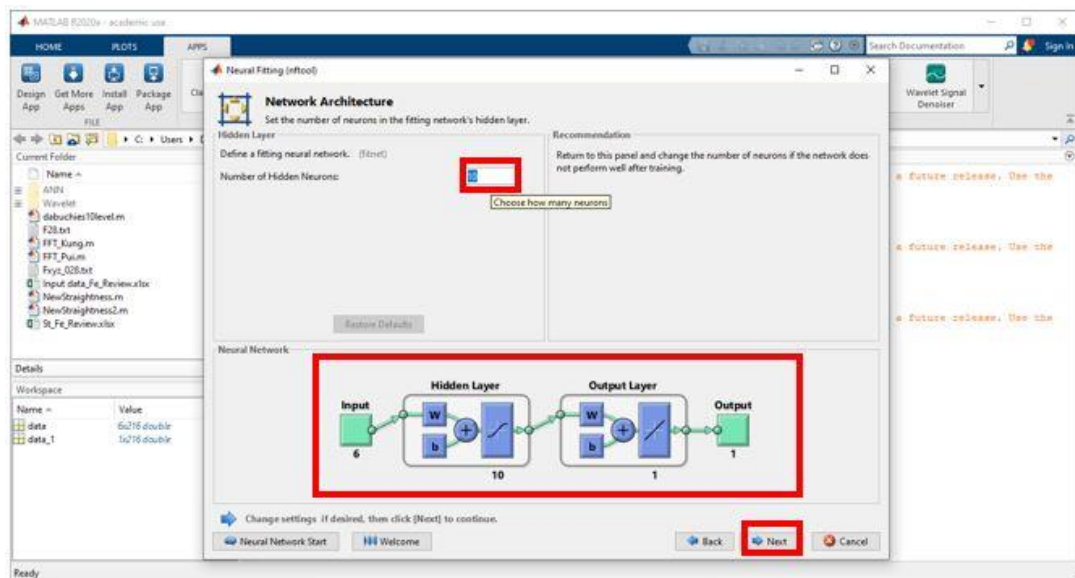 MATLAB R2020a - academic use
HOME PLOTS APPS
Search Documentation
Sign In
Design App
Get More Apps
Install App
Package App
FILE
Wavelet Signal Denoiser
C: Users
Current Folder
Name
ANN
Wavelet
dabuchies10level.m
F28.txt
FFT_Kung.m
FFT_Pui.m
Fxyz_028.txt
Input data_Fe_Review.xlsx
NewStraightness.m
NewStraightness2.m
St_Fe_Review.xlsx
Details
Workspace
Name Value
data 6x216 double
data_1 1x216 double
Ready
Neural Fitting (nftool)
Network Architecture
Set the number of neurons in the fitting network's hidden layer.
Hidden Layer
Define a fitting neural network. (fitnet)
Number of Hidden Neurons: 10
Choose how many neurons
Restore Defaults
Recommendation
Return to this panel and change the number of neurons if the network does
not perform well after training.
Neural Network
Hidden Layer Output Layer
Input Output
W W
b b
6 10 1 1
Change settings if desired, then click [Next] to continue.
Neural Network Start Welcome Back Next Cancel
a future release. Use the
a future release. Use the
a future release. Use the